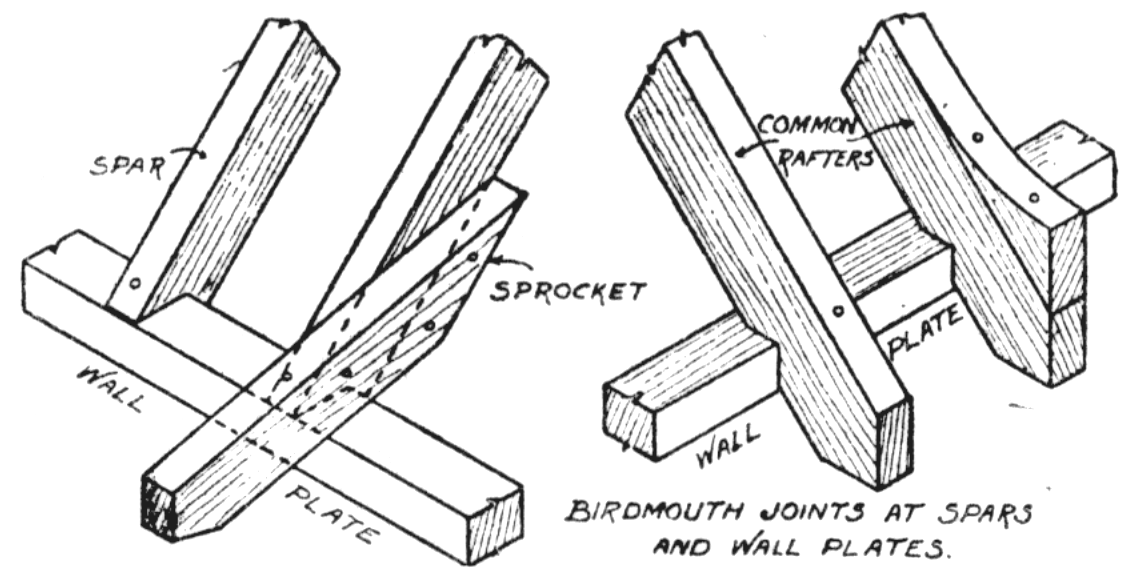 SPAR
SPROCKET
WALL
PLATE
COMMON
RAFTERS
WALL
PLATE
BIRDMOUTH JOINTS AT SPARS
AND WALL PLATES.